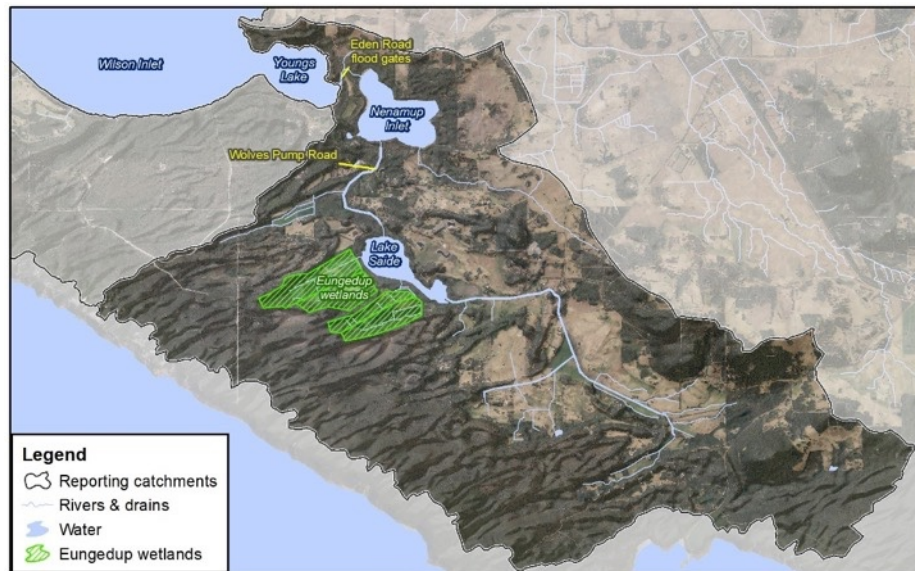 Eden Road
flood gates
Wilson Inlet
Youngs
Lake
Nenamup
Inlet
Wolves Pump Road
Lake
Saide
Eungedup
wetlands
Legend
Reporting catchments
Rivers & drains
Water
Eungedup wetlands